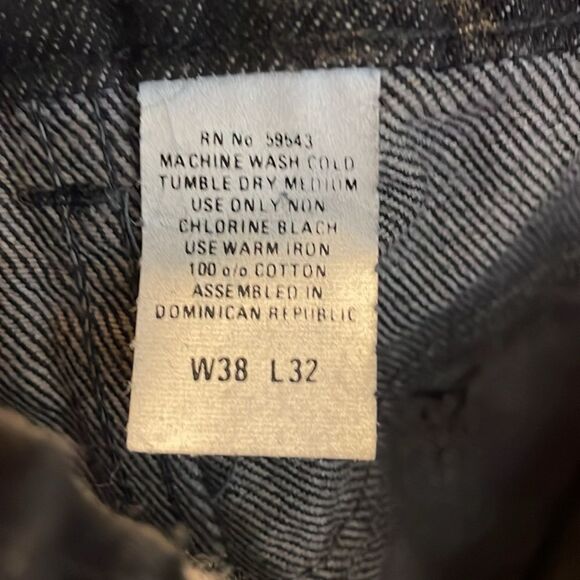 RN No 59543
MACHINE WASH COLD
TUMBLE DRY MEDIUM
USE ONLY NON
CHLORINE BLACH
USE WARM IRON
100 o/o COTTON
ASSEMBLED IN
DOMINICAN REPUBLIC
W38 L32